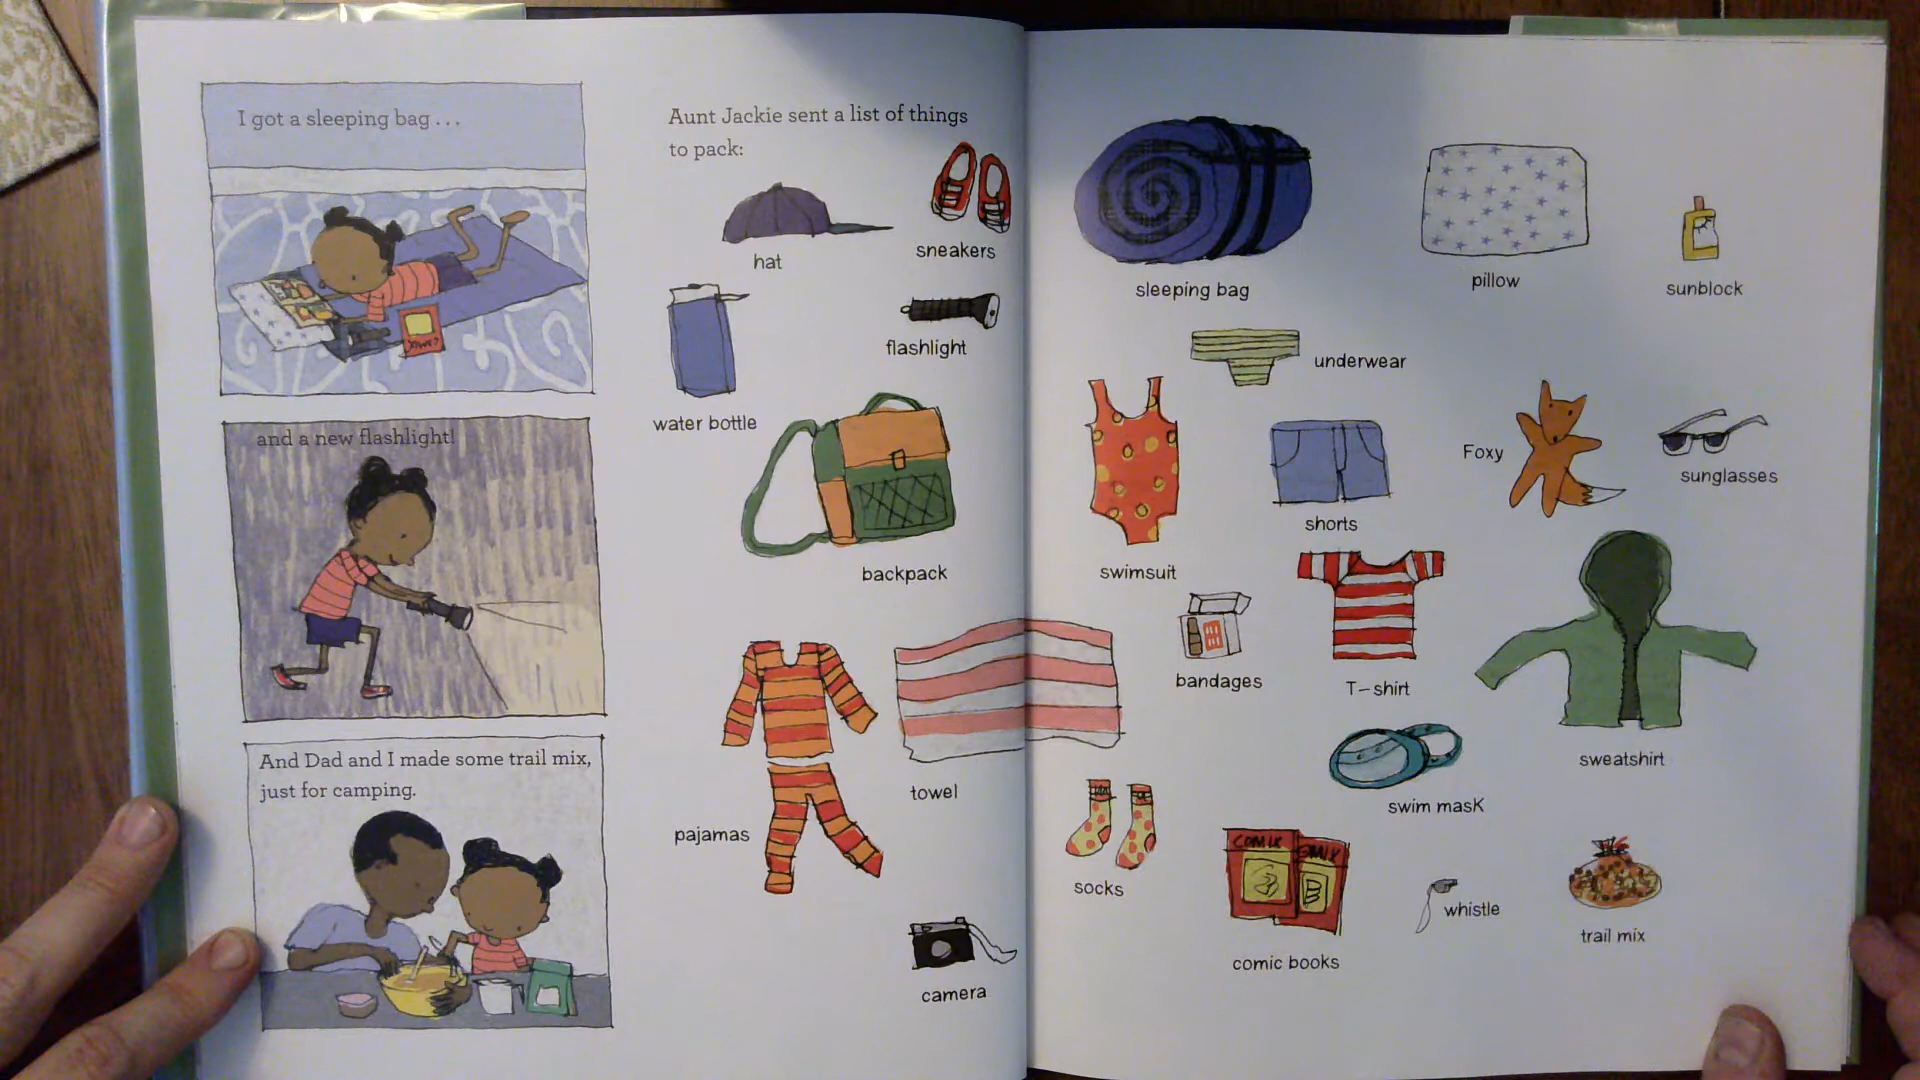 I got a sleeping bag . . .
and a new flashlight!
And Dad and I made some trail mix,
just for camping.
Aunt Jackie sent a list of things
to pack:
hat
sneakers
water bottle
flashlight
backpack
pajamas
towel
camera
sleeping bag
pillow
sunblock
underwear
swimsuit
shorts
Foxy
sunglasses
bandages
T-shirt
sweatshirt
swim mask
socks
COMIX
comic books
whistle
trail mix